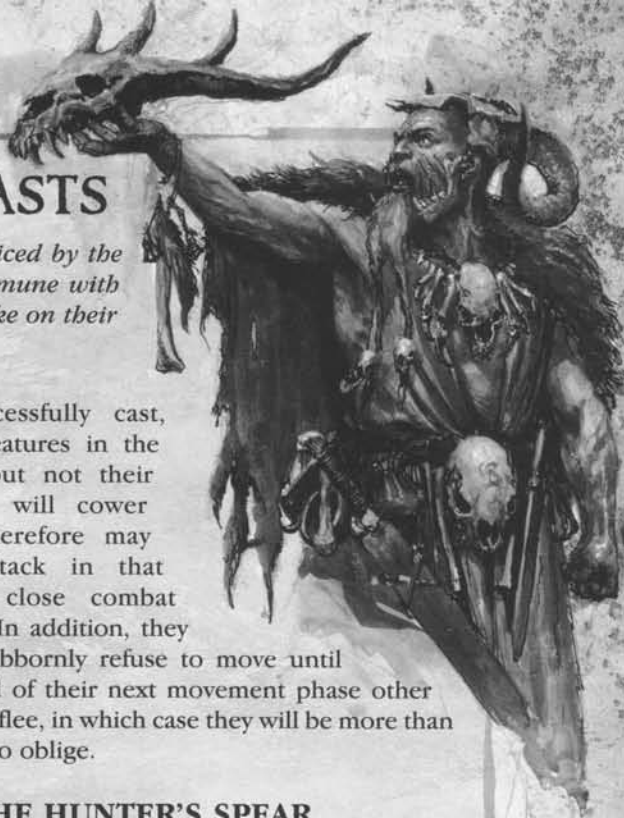 ASTS
iced by the
mune with
ke on their
cessfully cast,
eatures in the
out not their
will cower
erefore may
tack in that
close combat
In addition, they
bbornly refuse to move until
of their next movement phase other
flee, in which case they will be more than
o oblige.
HE HUNTER'S SPEAR